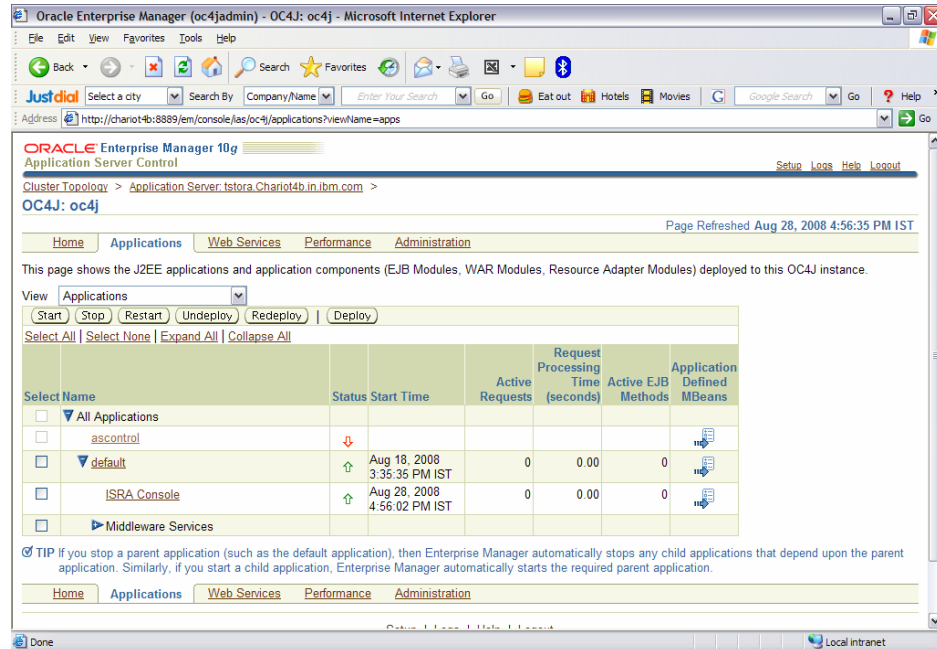 Oracle Enterprise Manager (oc4jadmin) - OC4J: oc4j - Microsoft Internet Explorer
File Edit View Favorites Tools Help
Back Search Favorites
Justdial Select a city Search By Company/Name Enter Your Search Go Eat out Hotels Movies G Google Search Go Help
Address http://chariot4b:8889/em/console/ias/oc4j/applications?viewName=apps Go
ORACLE Enterprise Manager 10g
Application Server Control
Setup Logs Help Logout
Cluster Topology > Application Server: tstora.Chariot4b.in.ibm.com >
OC4J: oc4j
Page Refreshed Aug 28, 2008 4:56:35 PM IST
Home Applications Web Services Performance Administration
This page shows the J2EE applications and application components (EJB Modules, WAR Modules, Resource Adapter Modules) deployed to this OC4J instance.
View Applications
Start Stop Restart Undeploy Redeploy | Deploy
Select All | Select None | Expand All | Collapse All
Select Name Status Start Time Active Requests Request Processing Time (seconds) Active EJB Methods Application Defined MBeans
All Applications
ascontrol
default Aug 18, 2008 3:35:35 PM IST 0 0.00 0
ISRA Console Aug 28, 2008 4:56:02 PM IST 0 0.00 0
Middleware Services
TIP If you stop a parent application (such as the default application), then Enterprise Manager automatically stops any child applications that depend upon the parent
application. Similarly, if you start a child application, Enterprise Manager automatically starts the required parent application.
Home Applications Web Services Performance Administration
Setup | Logs | Help | Logout
Done Local intranet